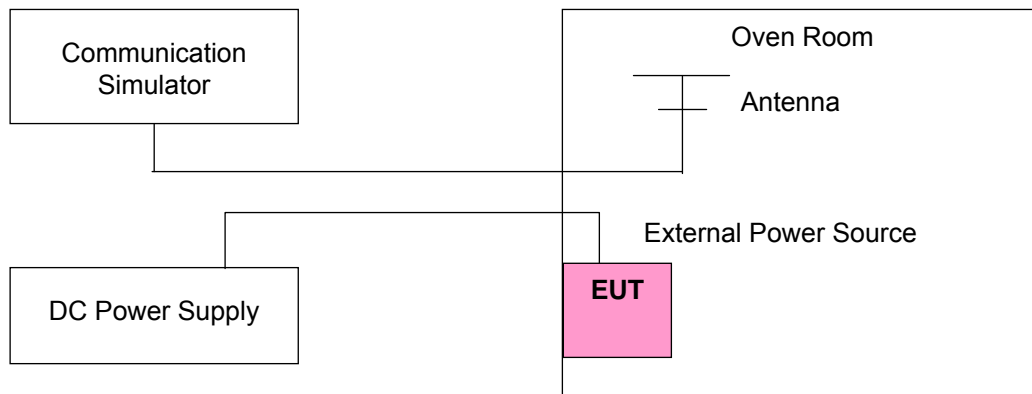 Communication
Simulator
Oven Room
Antenna
External Power Source
DC Power Supply
EUT